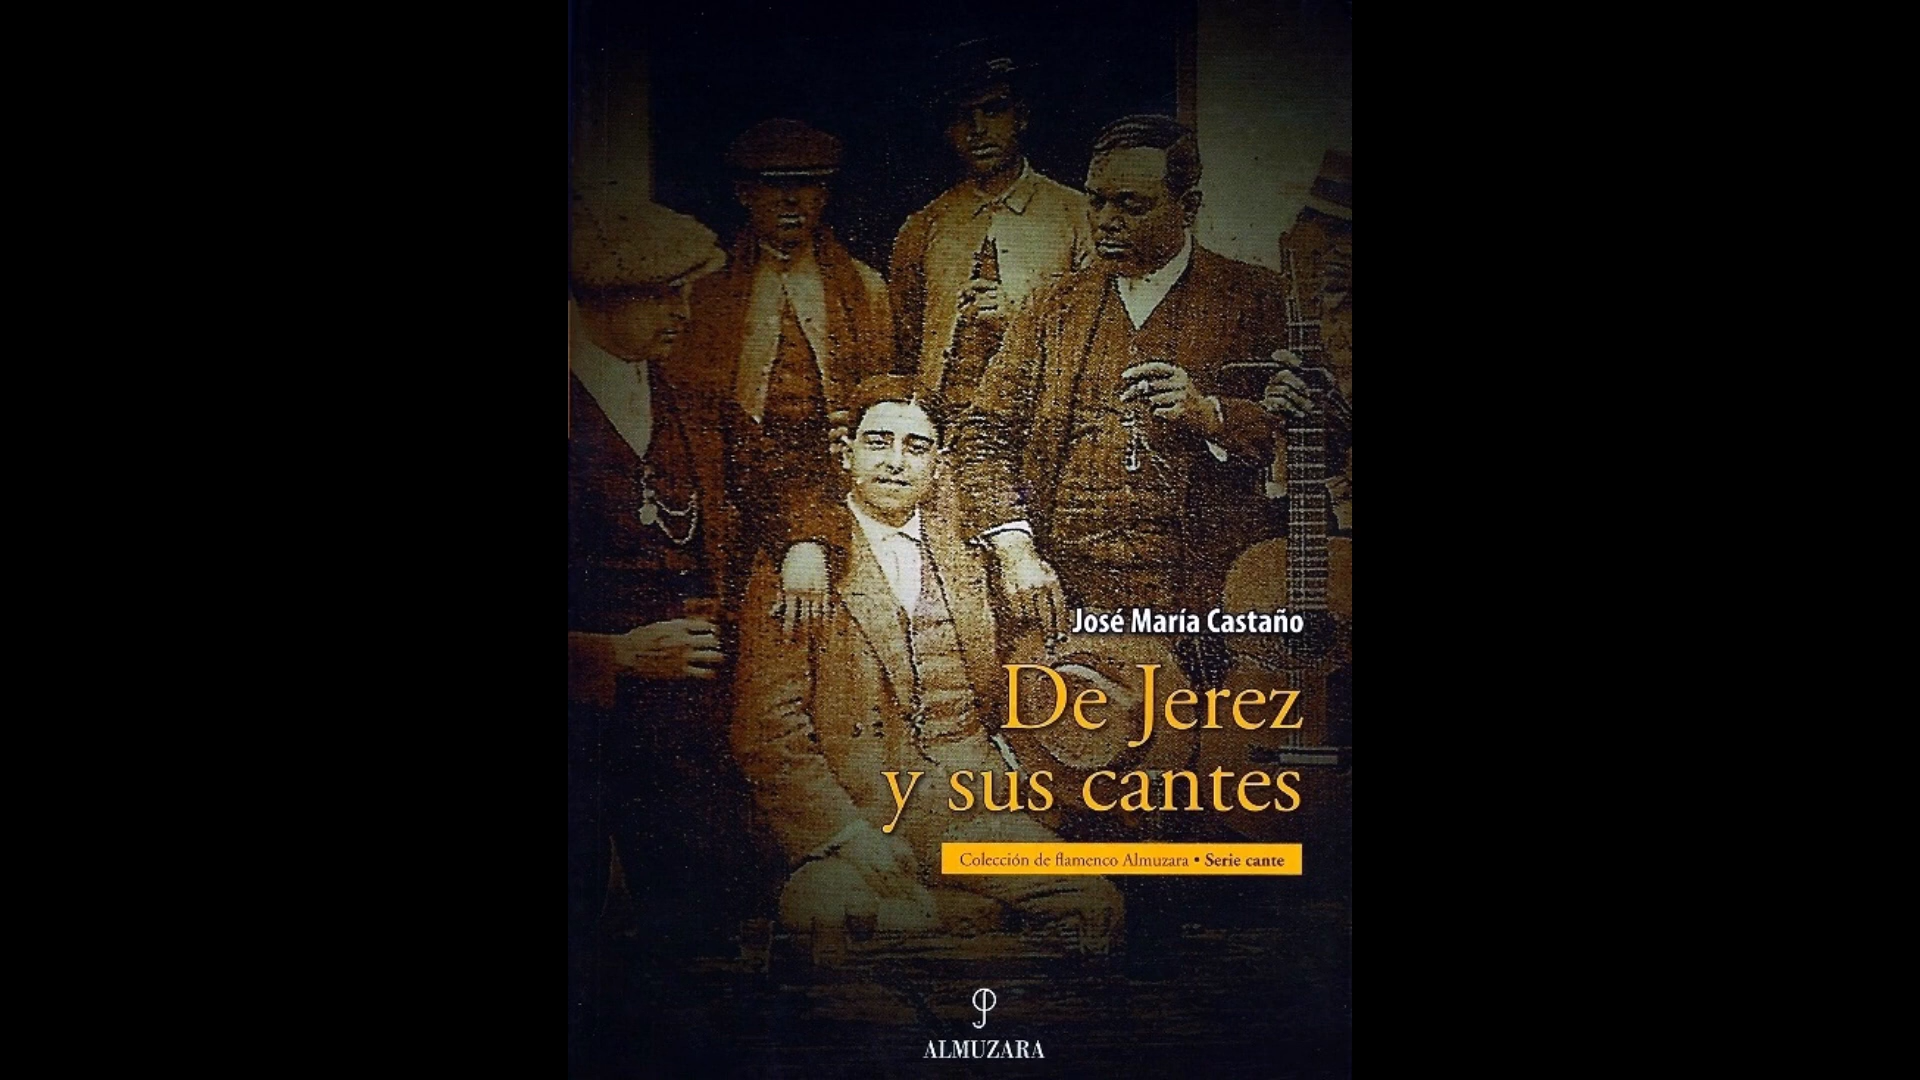 José María Castaño
De Jerez
y sus cantes
Colección de flamenco Almuzara • Serie cante
ALMUZARA